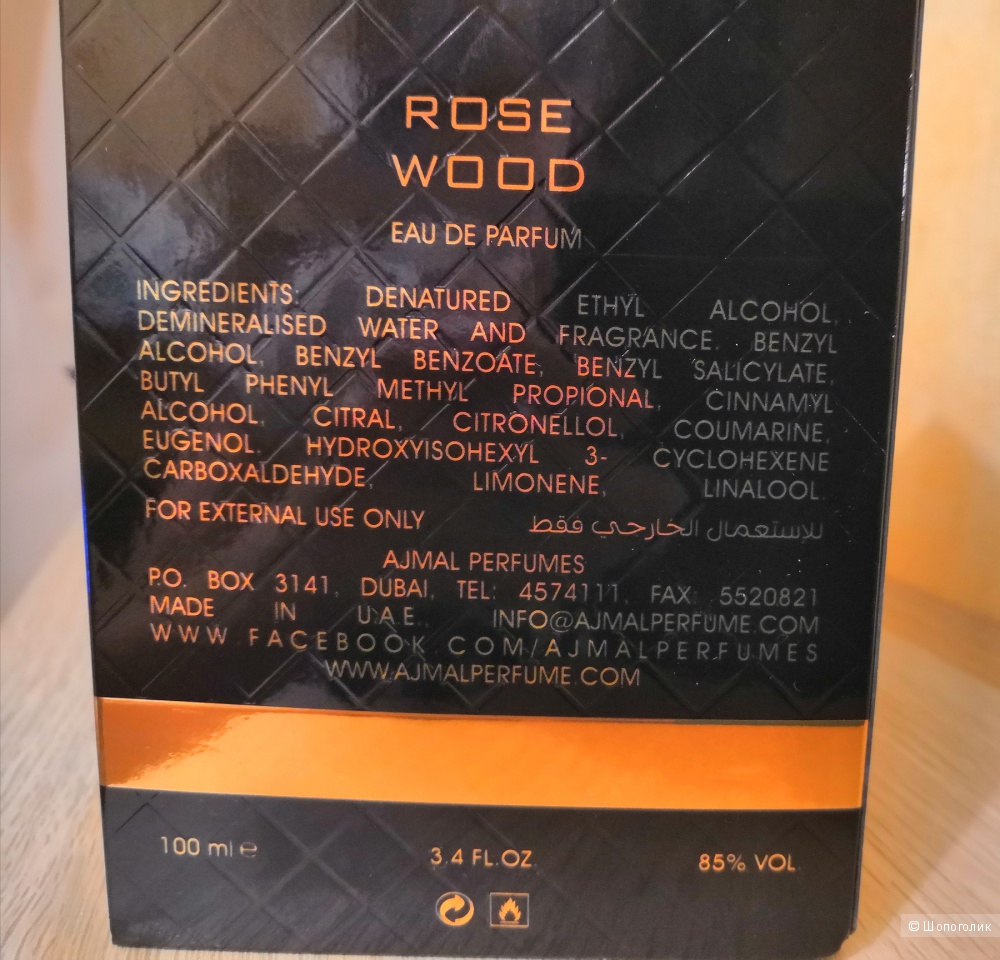 ROSE
WOOD
EAU DE PARFUM
INGREDIENTS: DENATURED ETHYL ALCOHOL,
DEMINERALISED WATER AND FRAGRANCE. BENZYL
ALCOHOL, BENZYL BENZOATE, BENZYL SALICYLATE,
BUTYL PHENYL METHYL PROPIONAL, CINNAMYL
ALCOHOL, CITRAL, CITRONELLOL, COUMARINE,
EUGENOL, HYDROXYISOHEXYL 3- CYCLOHEXENE
CARBOXALDEHYDE, LIMONENE, LINALOOL.
FOR EXTERNAL USE ONLY للإستعمال الخارجي فقط
AJMAL PERFUMES
P.O. BOX 3141, DUBAI, TEL: 4574111, FAX: 5520821
MADE IN U.A.E., INFO@AJMALPERFUME.COM
WWW.FACEBOOK.COM/AJMALPERFUMES
WWW.AJMALPERFUME.COM
100 ml ℮ 3.4 FL.OZ. 85% VOL.
© Шопоголик